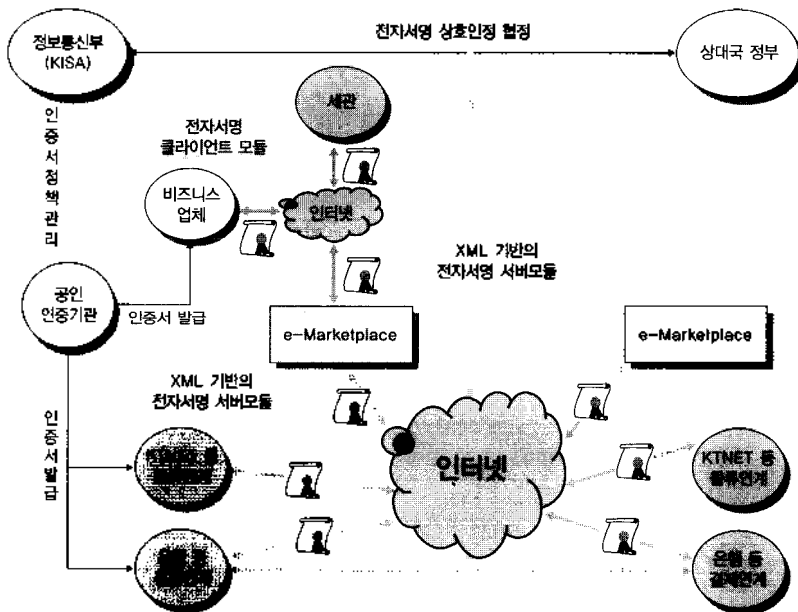 정보통신부
(KISA)
전자서명 상호인정 협정
상대국 정부
세관
인증서정책관리
전자서명
클라이언트 모듈
비즈니스
업체
인터넷
XML 기반의
전자서명 서버모듈
공인
인증기관
인증서 발급
e-Marketplace
e-Marketplace
XML 기반의
전자서명 서버모듈
인증서발급
인터넷
KTNET 등
물류연계
은행 등
결제연계